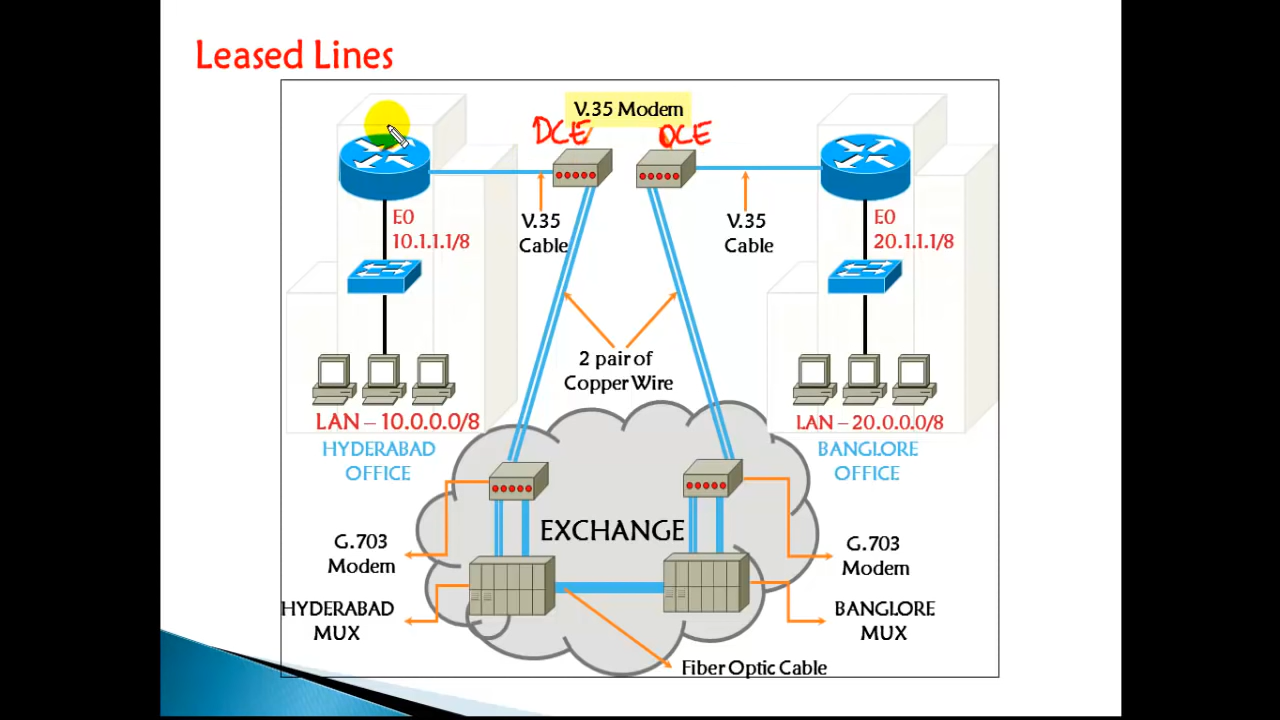 Leased Lines
V.35 Modem
DCE
DCE
E0
10.1.1.1/8
V.35
Cable
V.35
Cable
E0
20.1.1.1/8
2 pair of
Copper Wire
LAN – 10.0.0.0/8
HYDERABAD
OFFICE
LAN – 20.0.0.0/8
BANGLORE
OFFICE
EXCHANGE
G.703
Modem
G.703
Modem
HYDERABAD
MUX
BANGLORE
MUX
Fiber Optic Cable